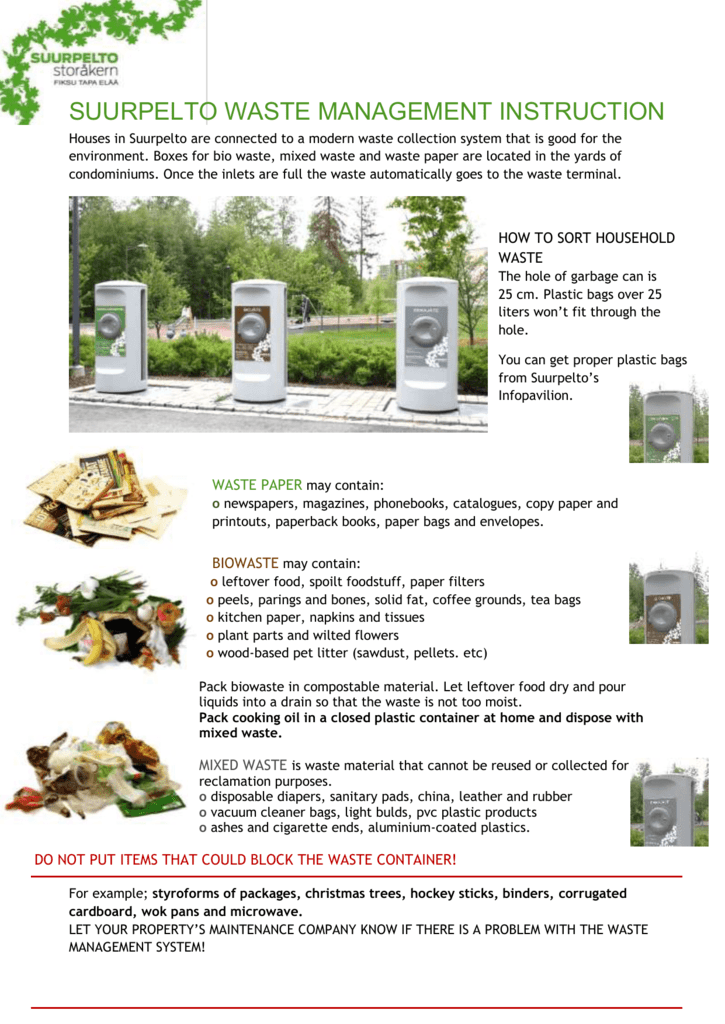 SUURPELTO
storåkern
FIKSU TAPA ELÄÄ
SUURPELTO WASTE MANAGEMENT INSTRUCTION
Houses in Suurpelto are connected to a modern waste collection system that is good for the
environment. Boxes for bio waste, mixed waste and waste paper are located in the yards of
condominiums. Once the inlets are full the waste automatically goes to the waste terminal.
HOW TO SORT HOUSEHOLD
WASTE
The hole of garbage can is
25 cm. Plastic bags over 25
liters won’t fit through the
hole.
You can get proper plastic bags
from Suurpelto’s
Infopavilion.
WASTE PAPER may contain:
o newspapers, magazines, phonebooks, catalogues, copy paper and
printouts, paperback books, paper bags and envelopes.
BIOWASTE may contain:
o leftover food, spoilt foodstuff, paper filters
o peels, parings and bones, solid fat, coffee grounds, tea bags
o kitchen paper, napkins and tissues
o plant parts and wilted flowers
o wood-based pet litter (sawdust, pellets. etc)
Pack biowaste in compostable material. Let leftover food dry and pour
liquids into a drain so that the waste is not too moist.
Pack cooking oil in a closed plastic container at home and dispose with
mixed waste.
MIXED WASTE is waste material that cannot be reused or collected for
reclamation purposes.
o disposable diapers, sanitary pads, china, leather and rubber
o vacuum cleaner bags, light bulds, pvc plastic products
o ashes and cigarette ends, aluminium-coated plastics.
DO NOT PUT ITEMS THAT COULD BLOCK THE WASTE CONTAINER!
For example; styroforms of packages, christmas trees, hockey sticks, binders, corrugated
cardboard, wok pans and microwave.
LET YOUR PROPERTY’S MAINTENANCE COMPANY KNOW IF THERE IS A PROBLEM WITH THE WASTE
MANAGEMENT SYSTEM!